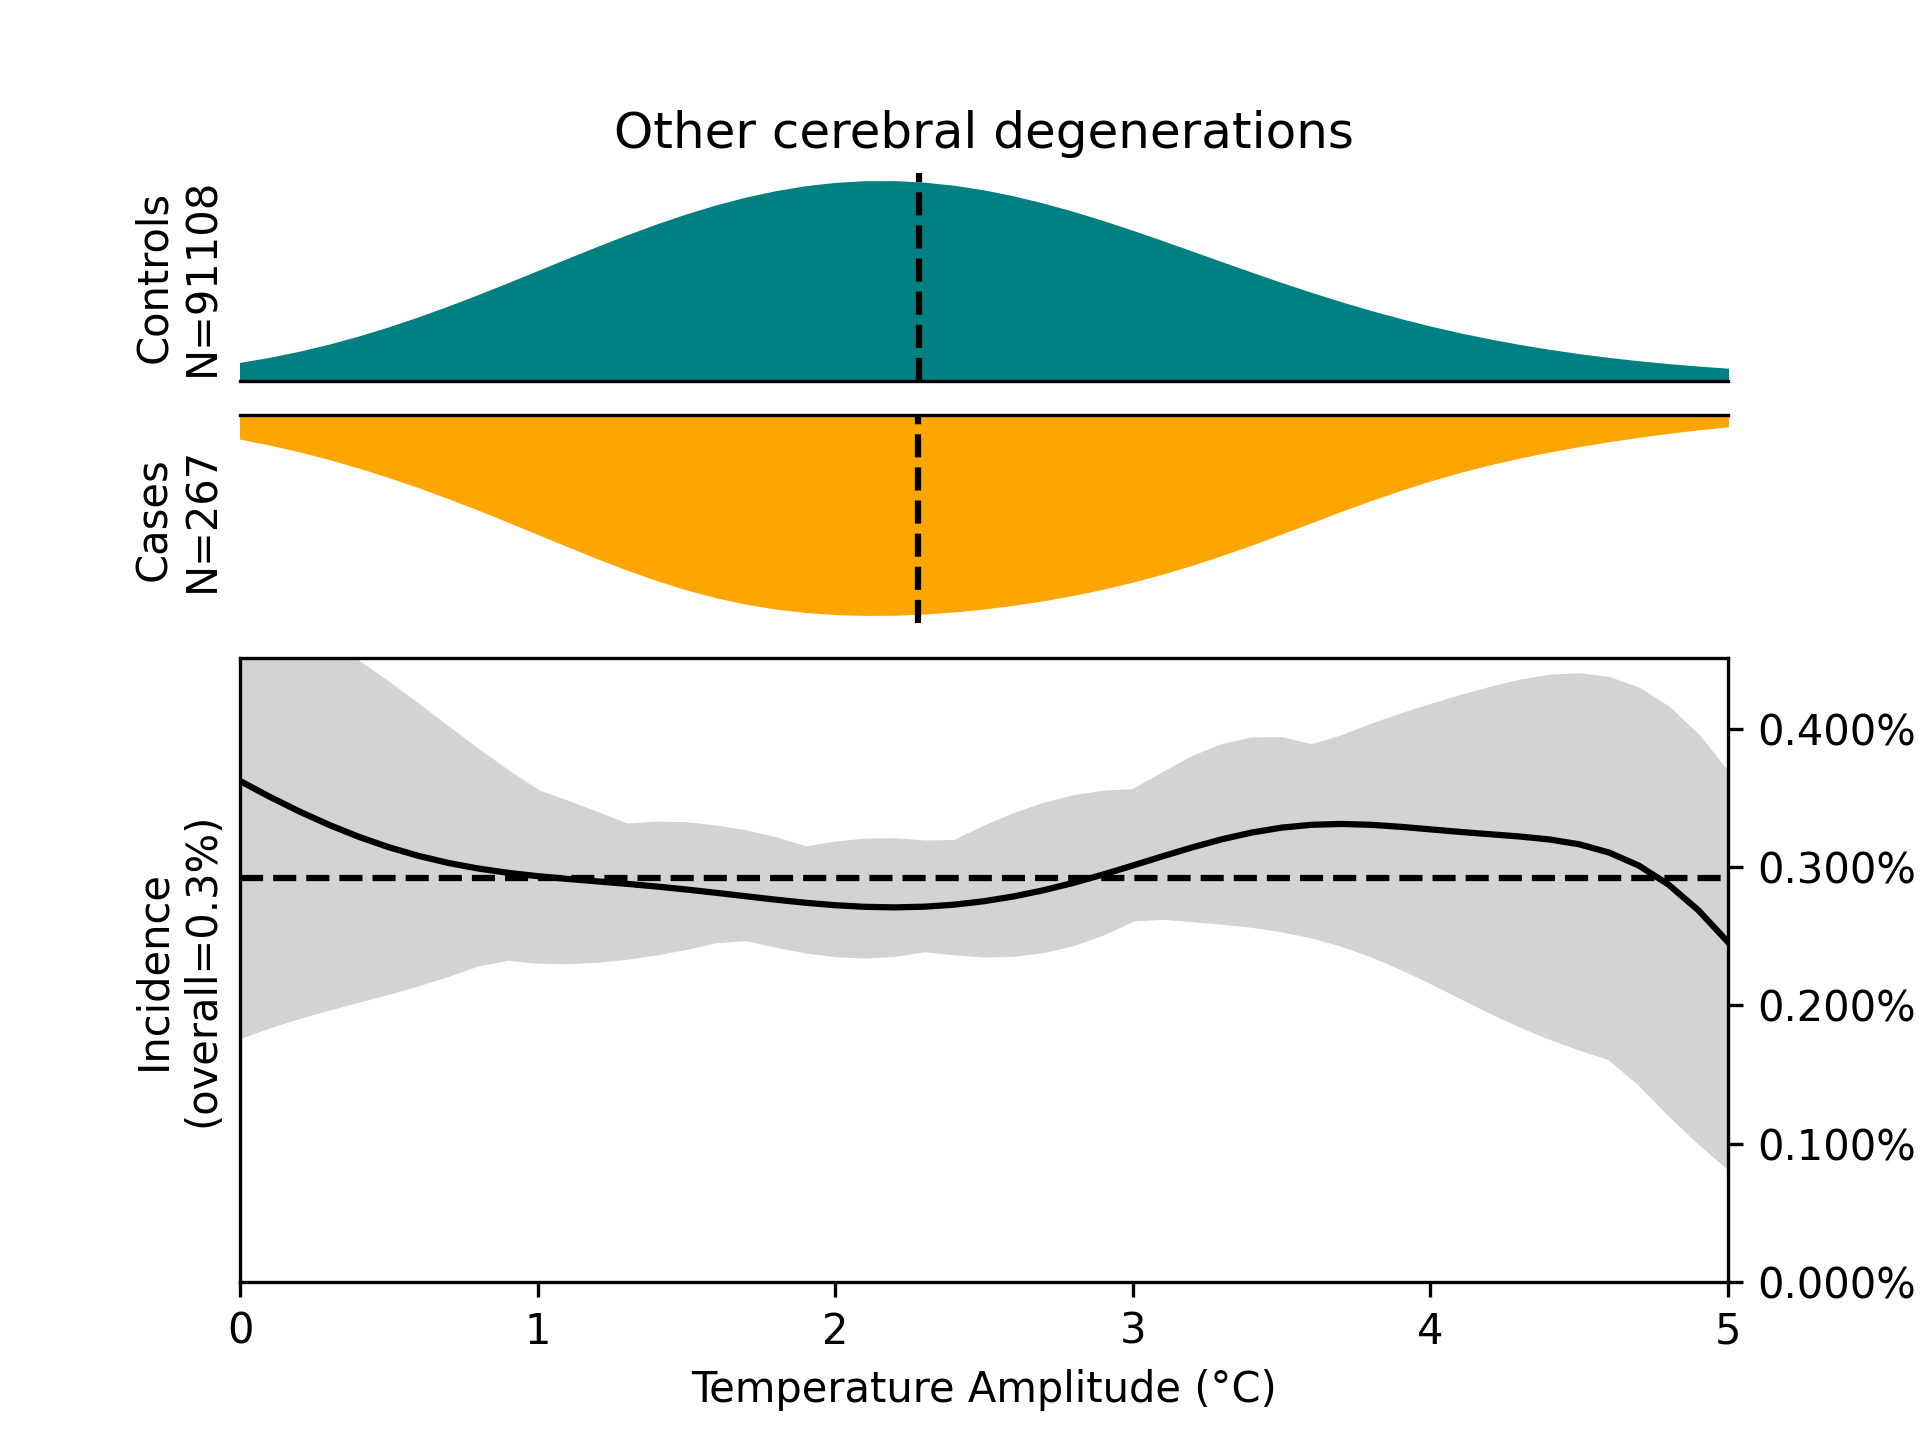 Other cerebral degenerations
Controls
N=91108
Cases
N=267
Incidence
(overall=0.3%)
0.400%
0.300%
0.200%
0.100%
0.000%
0
1
2
3
4
5
Temperature Amplitude (°C)